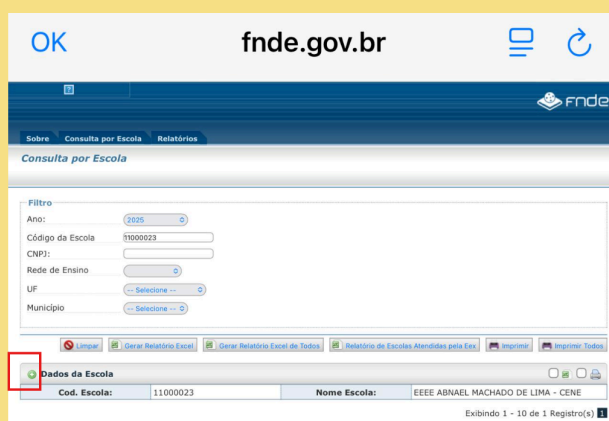 OK fnde.gov.br
?
FNDE
Sobre Consulta por Escola Relatórios
Consulta por Escola
Filtro
Ano: 2025
Código da Escola 11000023
CNPJ:
Rede de Ensino
UF -- Selecione --
Município -- Selecione --
Limpar Gerar Relatório Excel Gerar Relatório Excel de Todos Relatório de Escolas Atendidas pela Eex Imprimir Imprimir Todos
Dados da Escola
Cod. Escola: 11000023 Nome Escola: EEEE ABNAEL MACHADO DE LIMA - CENE
Exibindo 1 - 10 de 1 Registro(s) 1